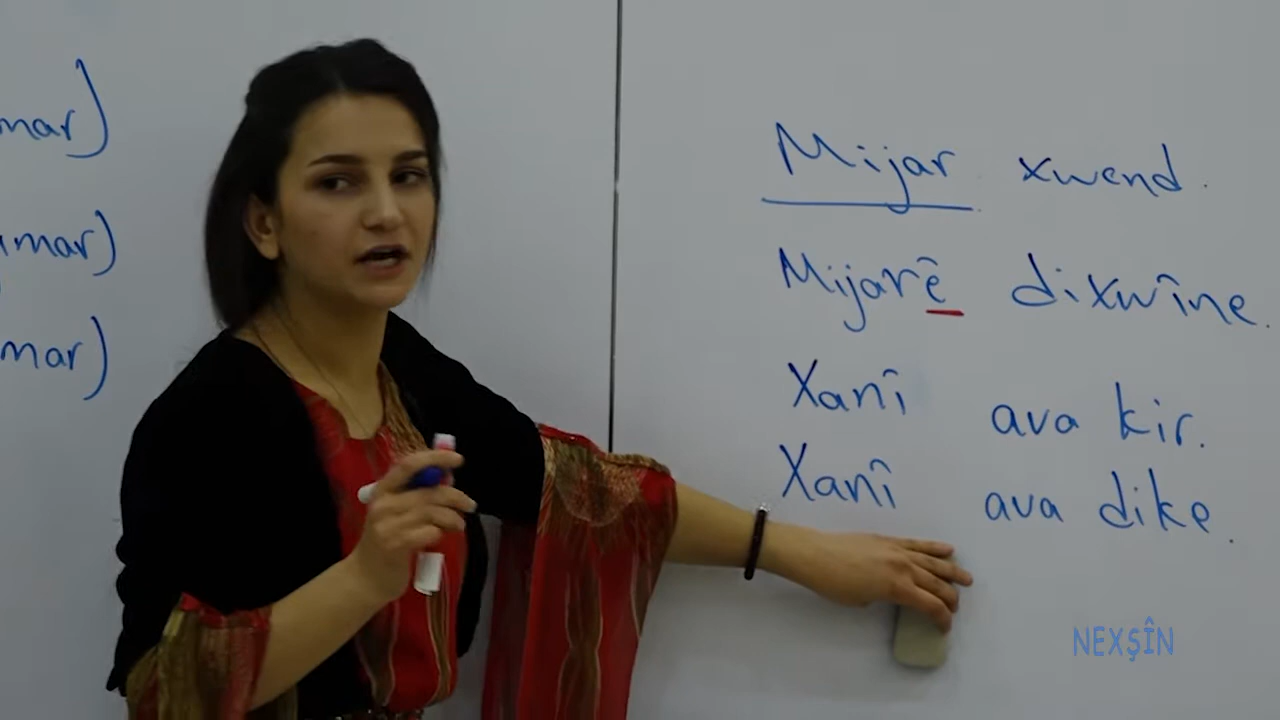 mar)
mar)
mar)
Mijar xwend.
Mijarê dixwîne.
Xanî ava kir.
Xanî ava dike.
NEXŞÎN